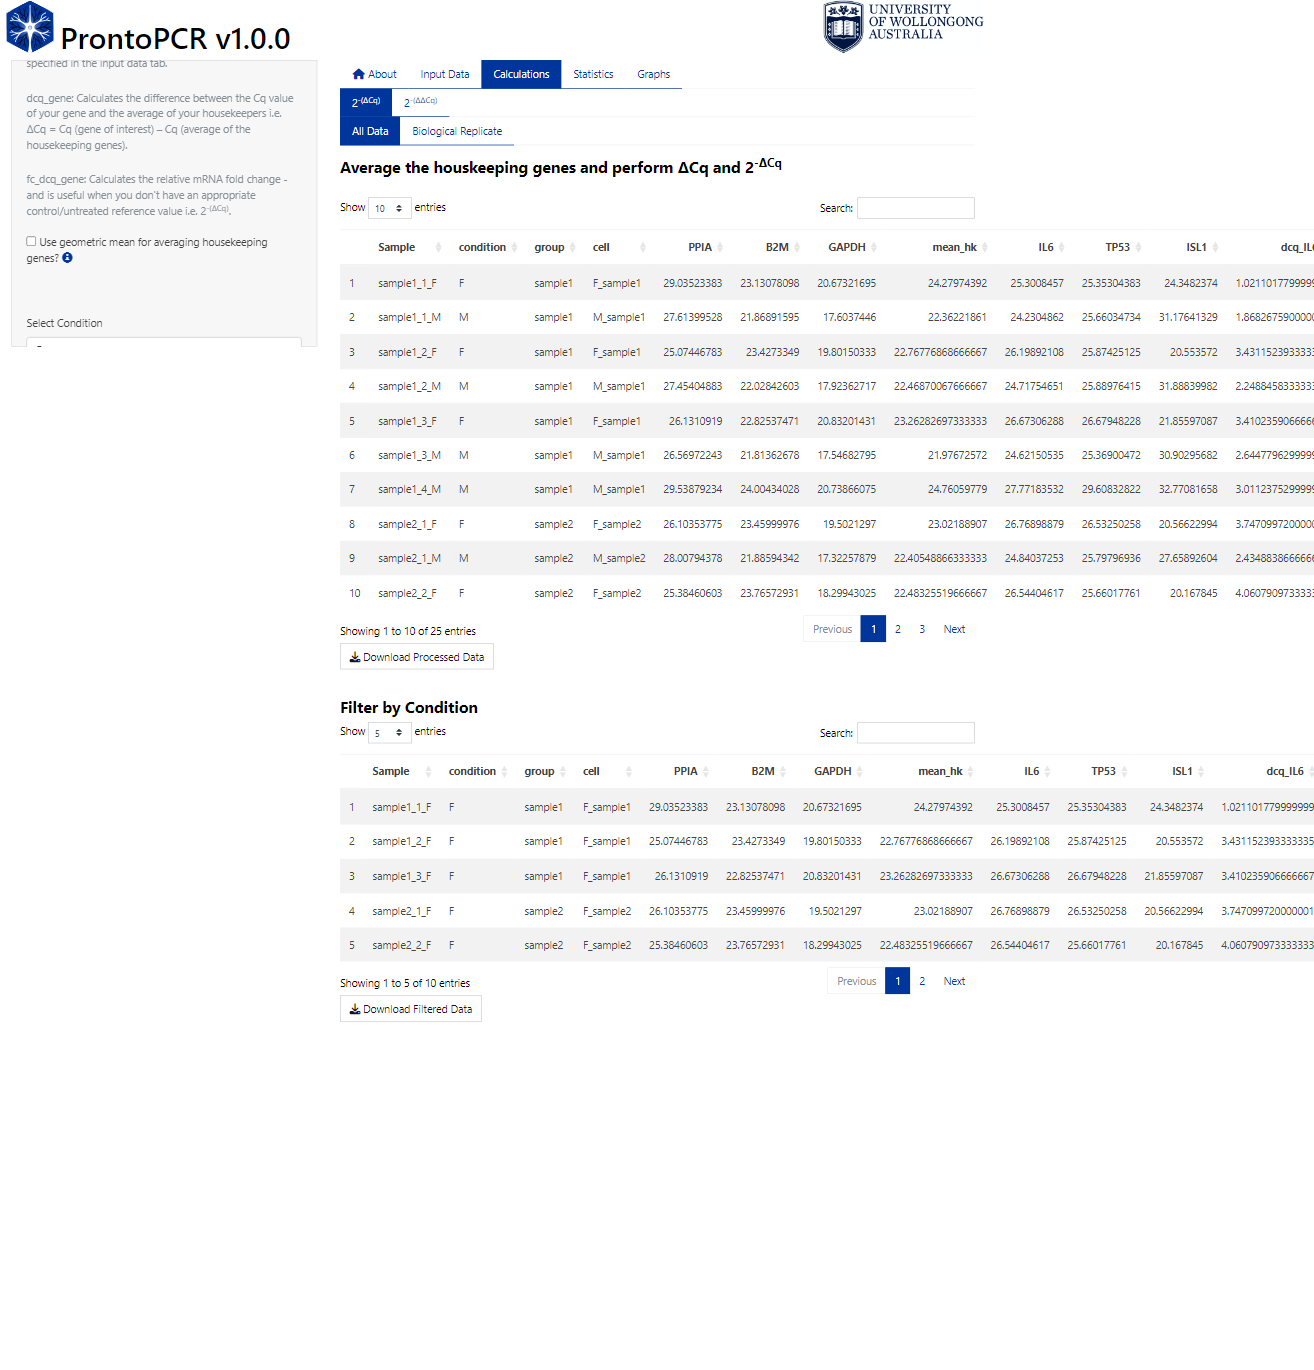 ProntoPCR v1.0.0
UNIVERSITY
OF WOLLONGONG
AUSTRALIA
specified in the input data tab.
dcq_gene: Calculates the difference between the Cq value
of your gene and the average of your housekeepers i.e.
ΔCq = Cq (gene of interest) – Cq (average of the
housekeeping genes).
fc_dcq_gene: Calculates the relative mRNA fold change -
and is useful when you don't have an appropriate
control/untreated reference value i.e. 2-(ΔCq).
Use geometric mean for averaging housekeeping
genes?
Select Condition
About Input Data Calculations Statistics Graphs
2-(ΔCq) 2-(ΔΔCq)
All Data Biological Replicate
Average the houskeeping genes and perform ΔCq and 2-ΔCq
Show 10 entries Search:
Sample condition group cell PPIA B2M GAPDH mean_hk IL6 TP53 ISL1 dcq_IL6
1 sample1_1_F F sample1 F_sample1 29.03523383 23.13078098 20.67321695 24.27974392 25.3008457 25.35304383 24.3482374 1.0211017799999
2 sample1_1_M M sample1 M_sample1 27.61399528 21.86891595 17.6037446 22.36221861 24.2304862 25.66034734 31.17641329 1.8682675900000
3 sample1_2_F F sample1 F_sample1 25.07446783 23.4273349 19.80150333 22.76776868666667 26.19892108 25.87425125 20.553572 3.4311523933333
4 sample1_2_M M sample1 M_sample1 27.45404883 22.02842603 17.92362717 22.46870067666667 24.71754651 25.88976415 31.88839982 2.2488458333333
5 sample1_3_F F sample1 F_sample1 26.1310919 22.82537471 20.83201431 23.26282697333333 26.67306288 26.67948228 21.85597087 3.4102359066666
6 sample1_3_M M sample1 M_sample1 26.56972243 21.81362678 17.54682795 21.97672572 24.62150535 25.36900472 30.90295682 2.6447796299999
7 sample1_4_M M sample1 M_sample1 29.53879234 24.00434028 20.73866075 24.76059779 27.77183532 29.60832822 32.77081658 3.0112375299999
8 sample2_1_F F sample2 F_sample2 26.10353775 23.45999976 19.5021297 23.02188907 26.76898879 26.53250258 20.56622994 3.7470997200000
9 sample2_1_M M sample2 M_sample2 28.00794378 21.88594342 17.32257879 22.40548866333333 24.84037253 25.79796936 27.65892604 2.4348838666666
10 sample2_2_F F sample2 F_sample2 25.38460603 23.76572931 18.29943025 22.48325519666667 26.54404617 25.66017761 20.167845 4.0607909733333
Showing 1 to 10 of 25 entries Previous 1 2 3 Next
Download Processed Data
Filter by Condition
Show 5 entries Search:
Sample condition group cell PPIA B2M GAPDH mean_hk IL6 TP53 ISL1 dcq_IL6
1 sample1_1_F F sample1 F_sample1 29.03523383 23.13078098 20.67321695 24.27974392 25.3008457 25.35304383 24.3482374 1.021101779999999
2 sample1_2_F F sample1 F_sample1 25.07446783 23.4273349 19.80150333 22.76776868666667 26.19892108 25.87425125 20.553572 3.431152393333335
3 sample1_3_F F sample1 F_sample1 26.1310919 22.82537471 20.83201431 23.26282697333333 26.67306288 26.67948228 21.85597087 3.410235906666667
4 sample2_1_F F sample2 F_sample2 26.10353775 23.45999976 19.5021297 23.02188907 26.76898879 26.53250258 20.56622994 3.747099720000001
5 sample2_2_F F sample2 F_sample2 25.38460603 23.76572931 18.29943025 22.48325519666667 26.54404617 25.66017761 20.167845 4.060790973333333
Showing 1 to 5 of 10 entries Previous 1 2 Next
Download Filtered Data